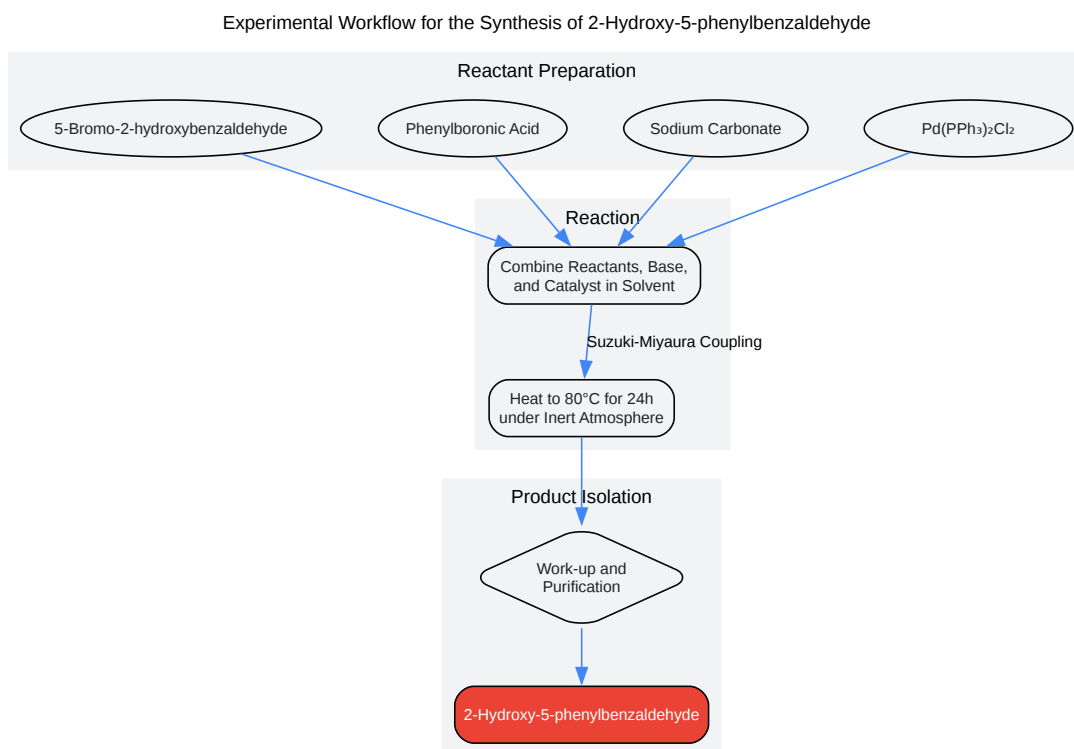 Experimental Workflow for the Synthesis of 2-Hydroxy-5-phenylbenzaldehyde
Reactant Preparation
5-Bromo-2-hydroxybenzaldehyde
Phenylboronic Acid
Sodium Carbonate
Pd(PPh₃)₂Cl₂
Reaction
Combine Reactants, Base,
and Catalyst in Solvent
Suzuki-Miyaura Coupling
Heat to 80°C for 24h
under Inert Atmosphere
Product Isolation
Work-up and
Purification
2-Hydroxy-5-phenylbenzaldehyde